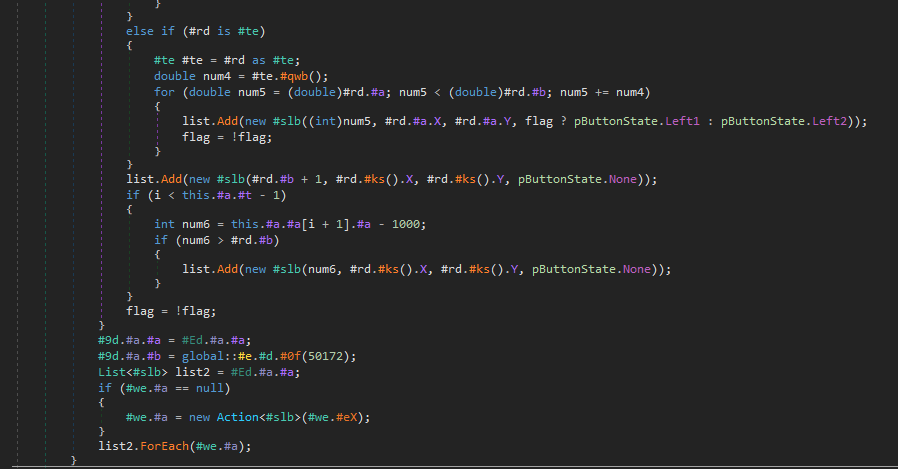 }
}
else if (#rd is #te)
{
#te #te = #rd as #te;
double num4 = #te.#qwb();
for (double num5 = (double)#rd.#a; num5 < (double)#rd.#b; num5 += num4)
{
list.Add(new #slb((int)num5, #rd.#a.X, #rd.#a.Y, flag ? pButtonState.Left1 : pButtonState.Left2));
flag = !flag;
}
}
list.Add(new #slb(#rd.#b + 1, #rd.#ks().X, #rd.#ks().Y, pButtonState.None));
if (i < this.#a.#t - 1)
{
int num6 = this.#a.#a[i + 1].#a - 1000;
if (num6 > #rd.#b)
{
list.Add(new #slb(num6, #rd.#ks().X, #rd.#ks().Y, pButtonState.None));
}
}
flag = !flag;
}
#9d.#a.#a = #Ed.#a.#a;
#9d.#a.#b = global::#e.#d.#0f(50172);
List<#slb> list2 = #Ed.#a.#a;
if (#we.#a == null)
{
#we.#a = new Action<#slb>(#we.#eX);
}
list2.ForEach(#we.#a);
}